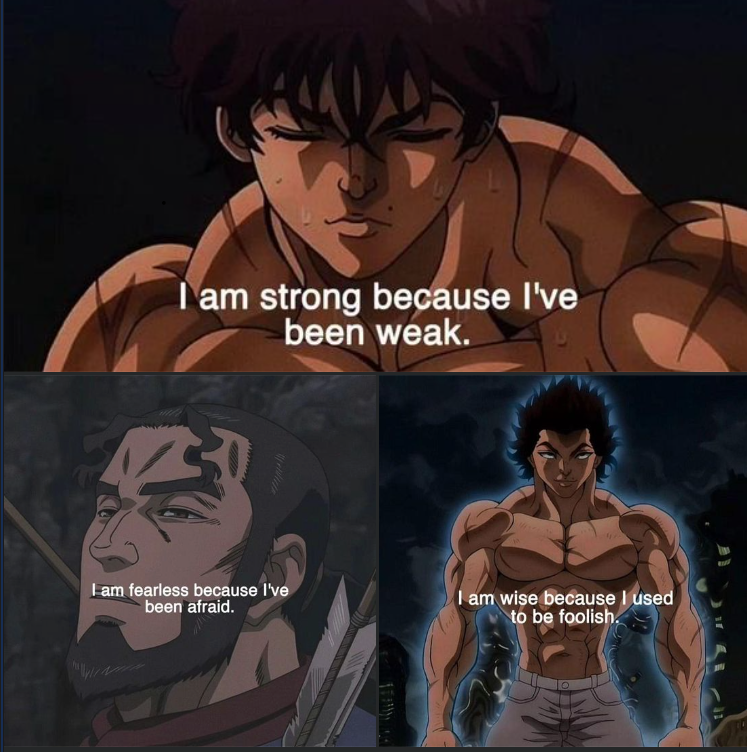 I am strong because I've
been weak.
I am fearless because I've
been afraid.
I am wise because I used
to be foolish.